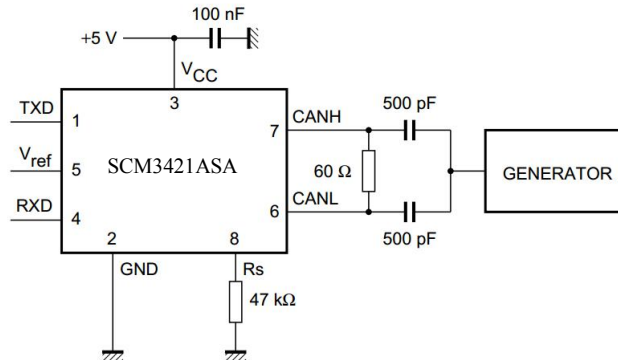 100 nF
+5 V
VCC
3
TXD
1
Vref
5
RXD
4
SCM3421ASA
7
CANH
500 pF
60 Ω
GENERATOR
6
CANL
500 pF
2
8
GND
Rs
47 kΩ